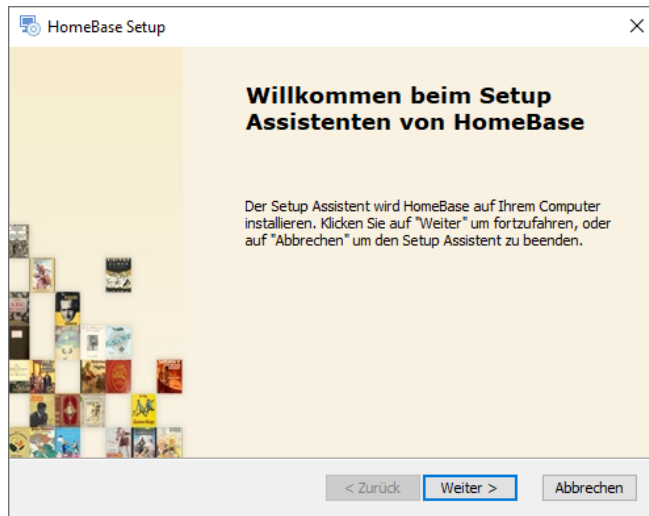 HomeBase Setup
Willkommen beim Setup
Assistenten von HomeBase
Der Setup Assistent wird HomeBase auf Ihrem Computer
installieren. Klicken Sie auf "Weiter" um fortzufahren, oder
auf "Abbrechen" um den Setup Assistent zu beenden.
< Zurück
Weiter >
Abbrechen